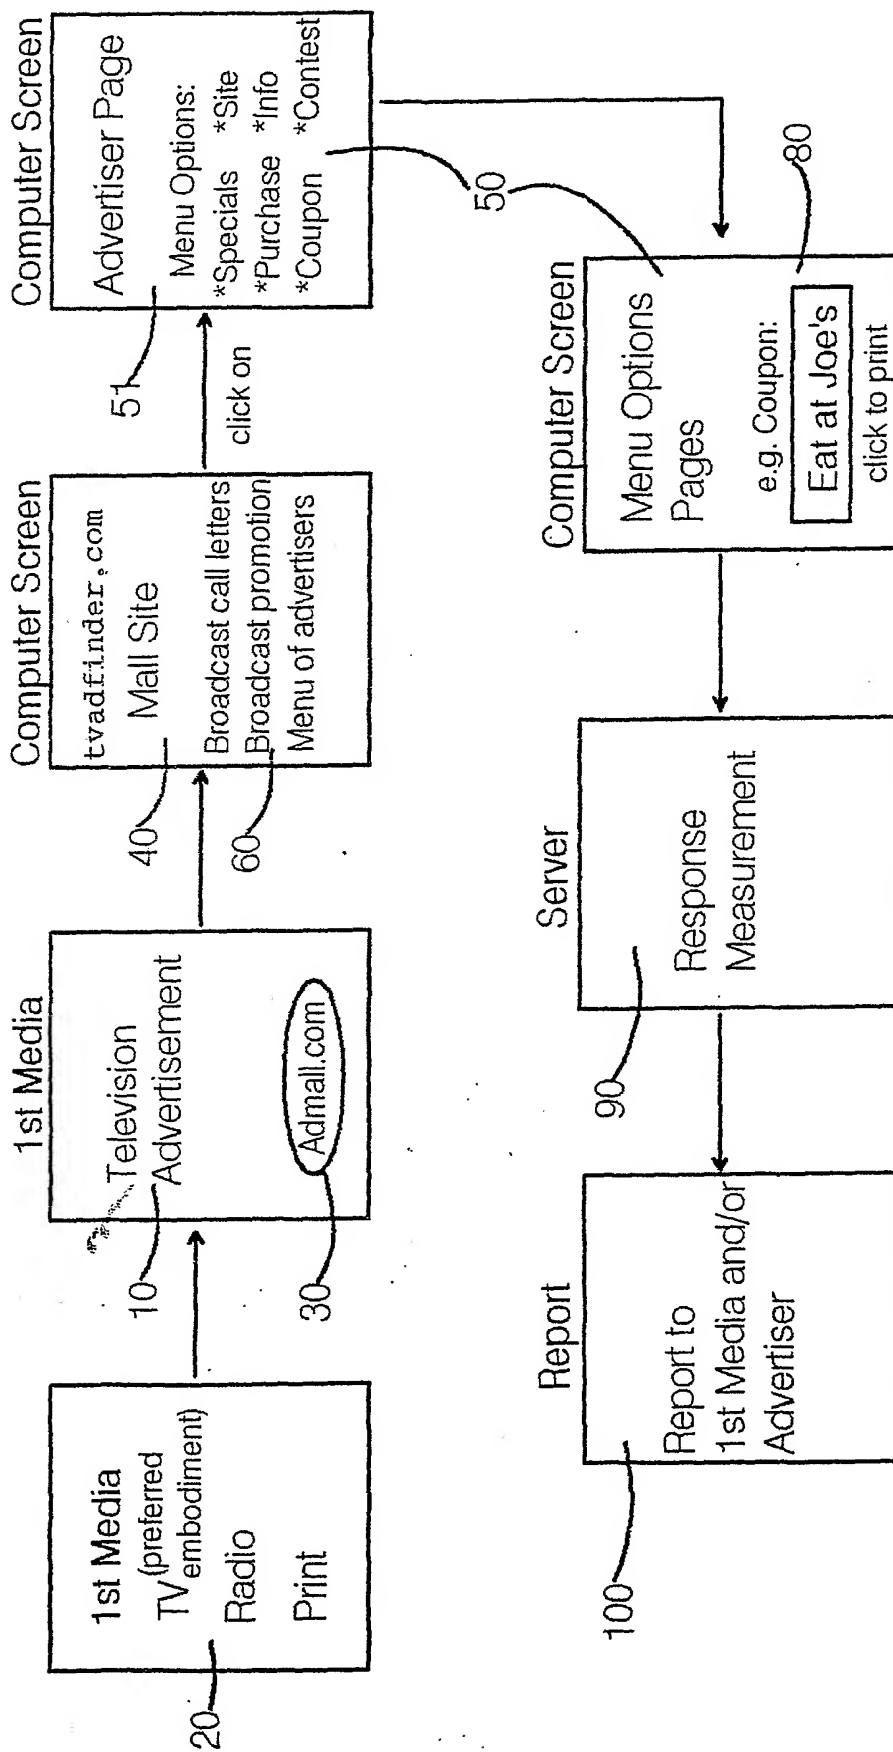 1st Media
TV (preferred embodiment)
Radio
Print
20
1st Media
Television
Advertisement
10
Admall.com
30
Computer Screen
tvadfinder.com
Mall Site
40
Broadcast call letters
Broadcast promotion
Menu of advertisers
60
click on
Computer Screen
Advertiser Page
51
Menu Options:
*Specials *Site
*Purchase *Info
*Coupon *Contest
50
Computer Screen
Menu Options
Pages
e.g. Coupon:
80
Eat at Joe's
click to print
Server
Response
Measurement
90
Report
Report to
1st Media and/or
Advertiser
100